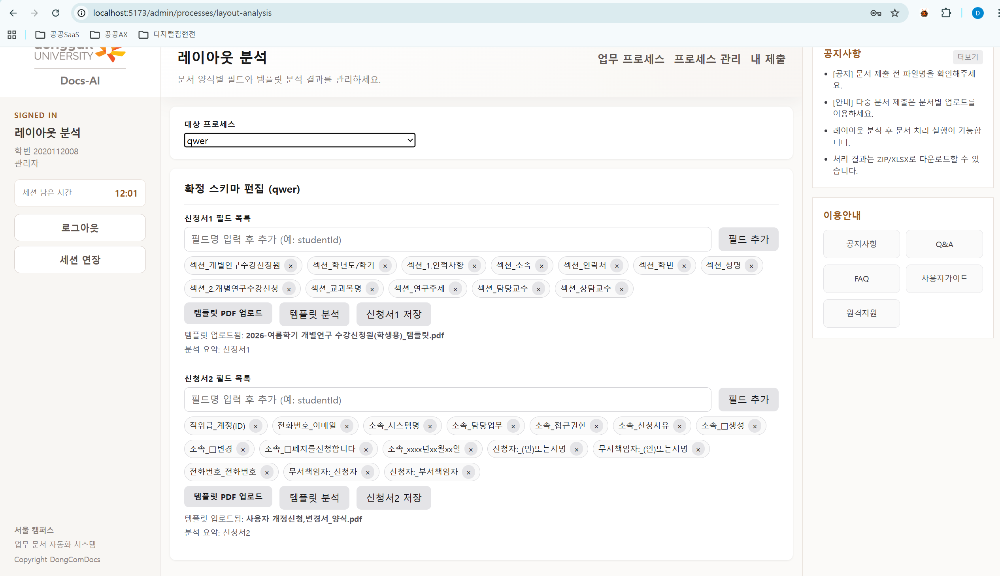 localhost:5173/admin/processes/layout-analysis
D
공공SaaS
공공AX
디지털집현전
dongguk
UNIVERSITY
Docs-AI
SIGNED IN
레이아웃 분석
학번 2020112008
관리자
세션 남은 시간
12:01
로그아웃
세션 연장
서울 캠퍼스
업무 문서 자동화 시스템
Copyright DongComDocs
레이아웃 분석
업무 프로세스
프로세스 관리
내 제출
문서 양식별 필드와 템플릿 분석 결과를 관리하세요.
대상 프로세스
qwer
확정 스키마 편집 (qwer)
신청서1 필드 목록
필드명 입력 후 추가 (예: studentId)
필드 추가
섹션_개별연구수강신청원 × 섹션_학년도/학기 × 섹션_1.인적사항 × 섹션_소속 × 섹션_연락처 × 섹션_학번 × 섹션_성명 ×
섹션_2.개별연구수강신청 × 섹션_교과목명 × 섹션_연구주제 × 섹션_담당교수 × 섹션_상담교수 ×
템플릿 PDF 업로드
템플릿 분석
신청서1 저장
템플릿 업로드됨: 2026-여름학기 개별연구 수강신청원(학생용)_템플릿.pdf
분석 요약: 신청서1
신청서2 필드 목록
필드명 입력 후 추가 (예: studentId)
필드 추가
직위급_계정(ID) × 전화번호_이메일 × 소속_시스템명 × 소속_담당업무 × 소속_접근권한 × 소속_신청사유 × 소속_□생성 ×
소속_□변경 × 소속_□폐지를신청합니다 × 소속_xxxx년xx월xx일 × 신청자:_(인)또는서명 × 무서책임자:_(인)또는서명 ×
전화번호_전화번호 × 무서책임자:_신청자 × 신청자:_부서책임자 ×
템플릿 PDF 업로드
템플릿 분석
신청서2 저장
템플릿 업로드됨: 사용자 개정신청,변경서_양식.pdf
분석 요약: 신청서2
공지사항
더보기
• [공지] 문서 제출 전 파일명을 확인해주세
요.
• [안내] 다중 문서 제출은 문서별 업로드를
이용하세요.
• 레이아웃 분석 후 문서 처리 실행이 가능합
니다.
• 처리 결과는 ZIP/XLSX로 다운로드할 수 있
습니다.
이용안내
공지사항
Q&A
FAQ
사용자가이드
원격지원